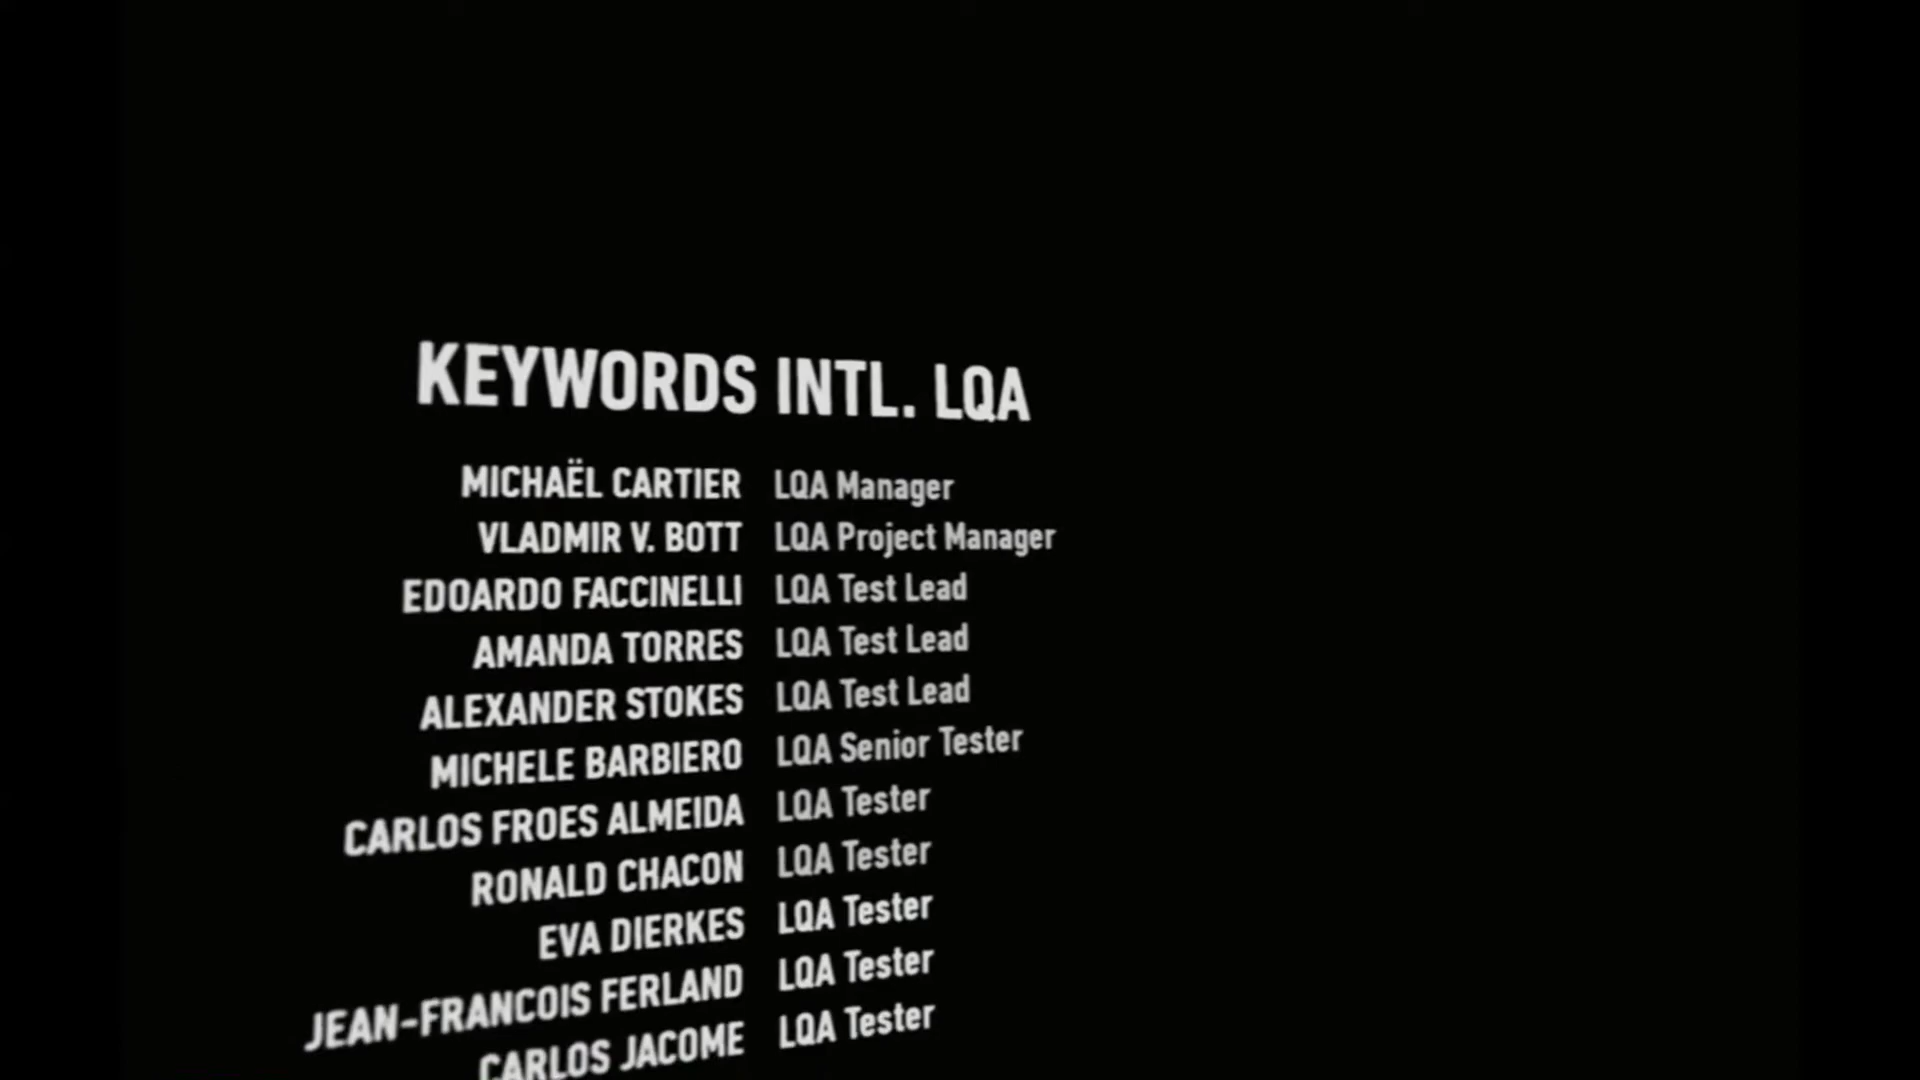 KEYWORDS INTL. LQA
MICHAËL CARTIER LQA Manager
VLADMIR V. BOTT LQA Project Manager
EDOARDO FACCINELLI LQA Test Lead
AMANDA TORRES LQA Test Lead
ALEXANDER STOKES LQA Test Lead
MICHELE BARBIERO LQA Senior Tester
CARLOS FROES ALMEIDA LQA Tester
RONALD CHACON LQA Tester
EVA DIERKES LQA Tester
JEAN-FRANCOIS FERLAND LQA Tester
CARLOS JACOME LQA Tester